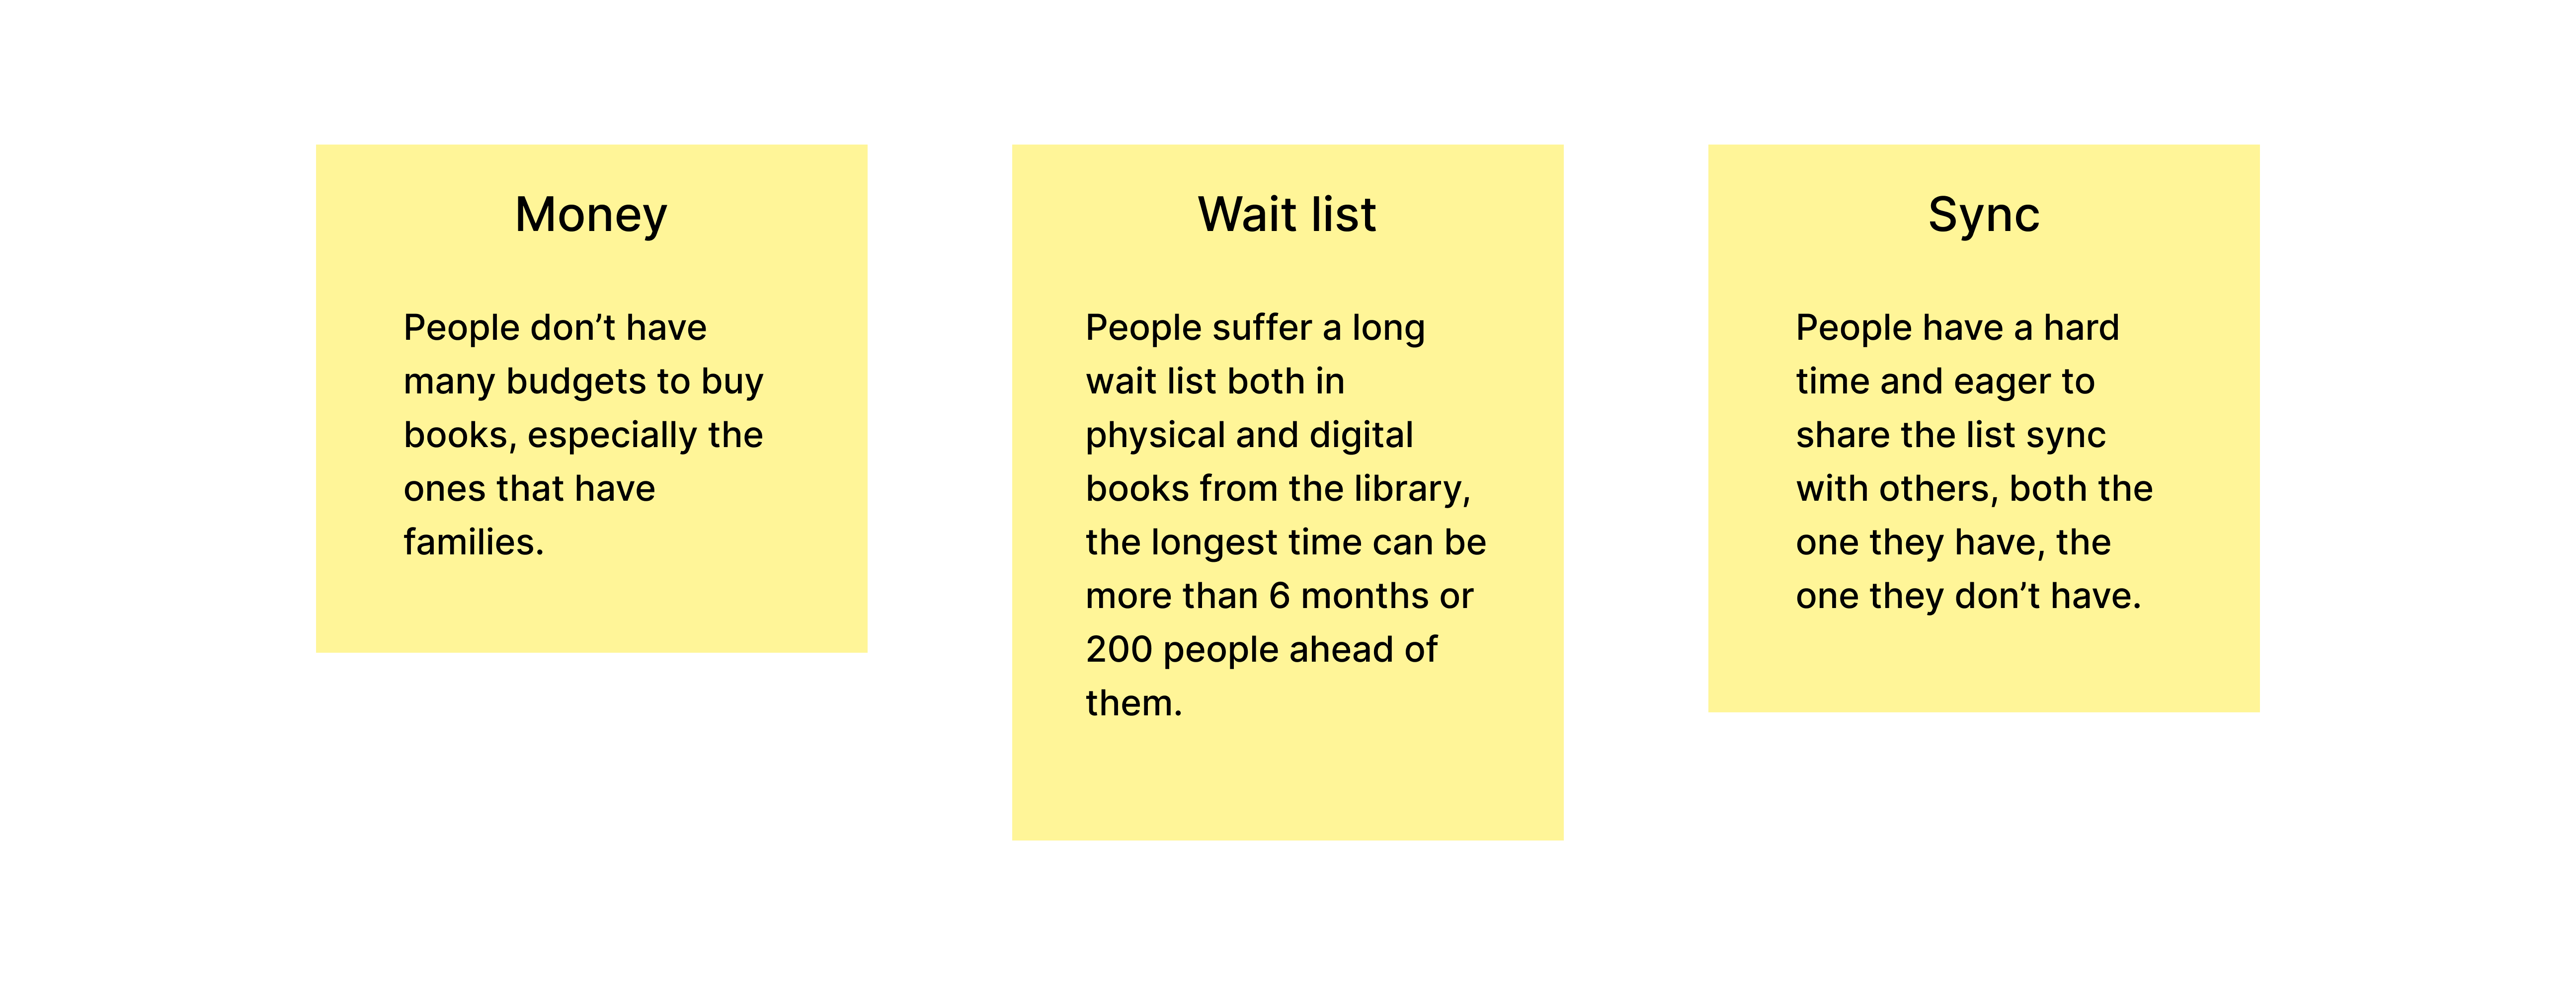 Money
People don’t have
many budgets to buy
books, especially the
ones that have
families.
Wait list
People suffer a long
wait list both in
physical and digital
books from the library,
the longest time can be
more than 6 months or
200 people ahead of
them.
Sync
People have a hard
time and eager to
share the list sync
with others, both the
one they have, the
one they don’t have.